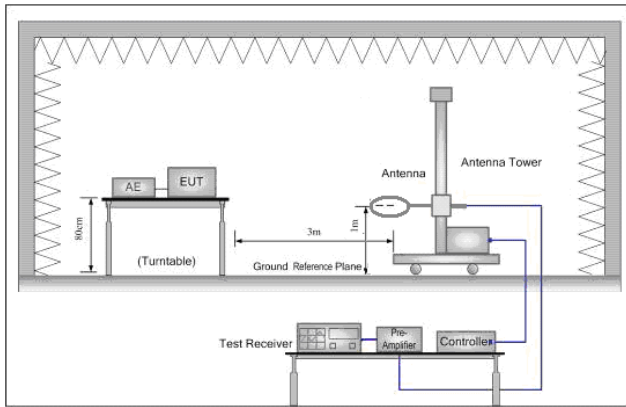 Antenna
Antenna Tower
AE
EUT
80cm
(Turntable)
3m
1m
Ground Reference Plane
Test Receiver
Pre-
Amplifier
Controller